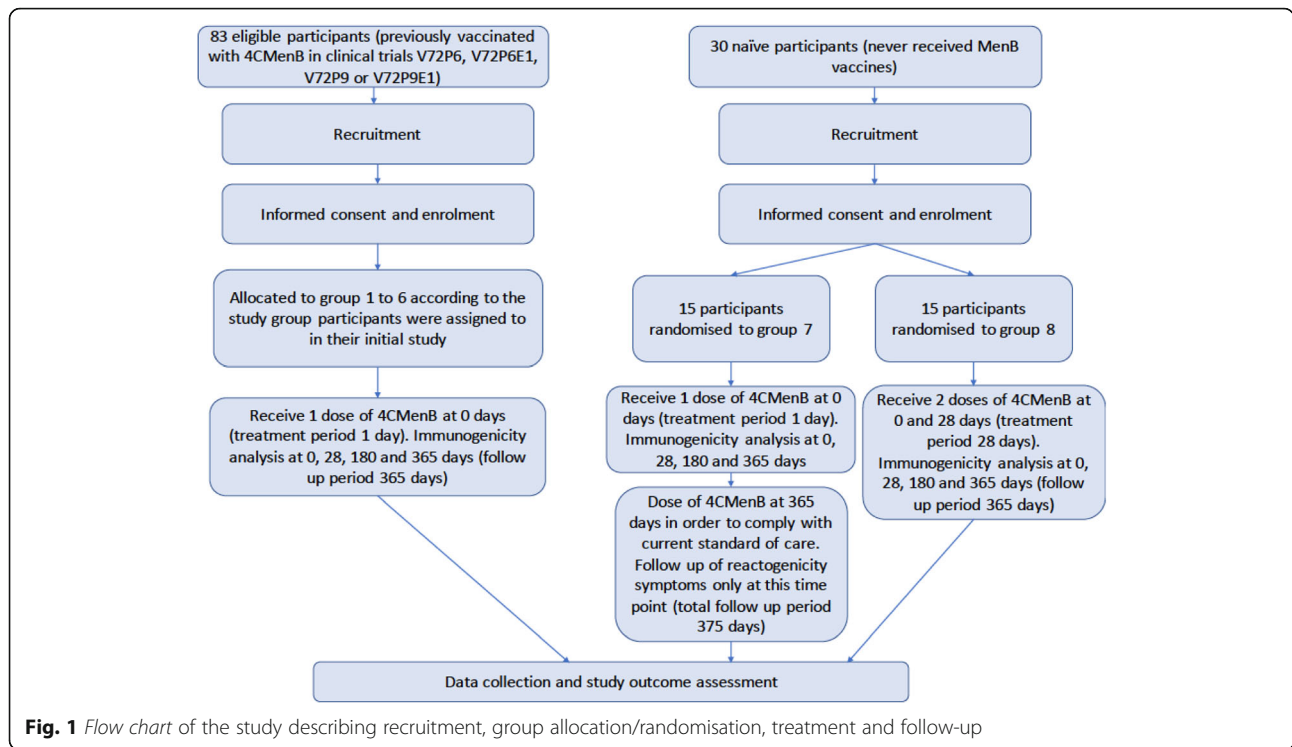 83 eligible participants (previously vaccinated
with 4CMenB in clinical trials V72P6, V72P6E1,
V72P9 or V72P9E1)
Recruitment
Informed consent and enrolment
Allocated to group 1 to 6 according to the
study group participants were assigned to
in their initial study
Receive 1 dose of 4CMenB at 0 days
(treatment period 1 day). Immunogenicity
analysis at 0, 28, 180 and 365 days (follow
up period 365 days)
30 naïve participants (never received MenB
vaccines)
Recruitment
Informed consent and enrolment
15 participants
randomised to group 7
Receive 1 dose of 4CMenB at 0
days (treatment period 1 day).
Immunogenicity analysis at 0,
28, 180 and 365 days
Dose of 4CMenB at 365
days in order to comply with
current standard of care.
Follow up of reactogenicity
symptoms only at this time
point (total follow up period
375 days)
15 participants
randomised to group 8
Receive 2 doses of 4CMenB at
0 and 28 days (treatment
period 28 days).
Immunogenicity analysis at 0,
28, 180 and 365 days (follow
up period 365 days)
Data collection and study outcome assessment
Fig. 1 Flow chart of the study describing recruitment, group allocation/randomisation, treatment and follow-up